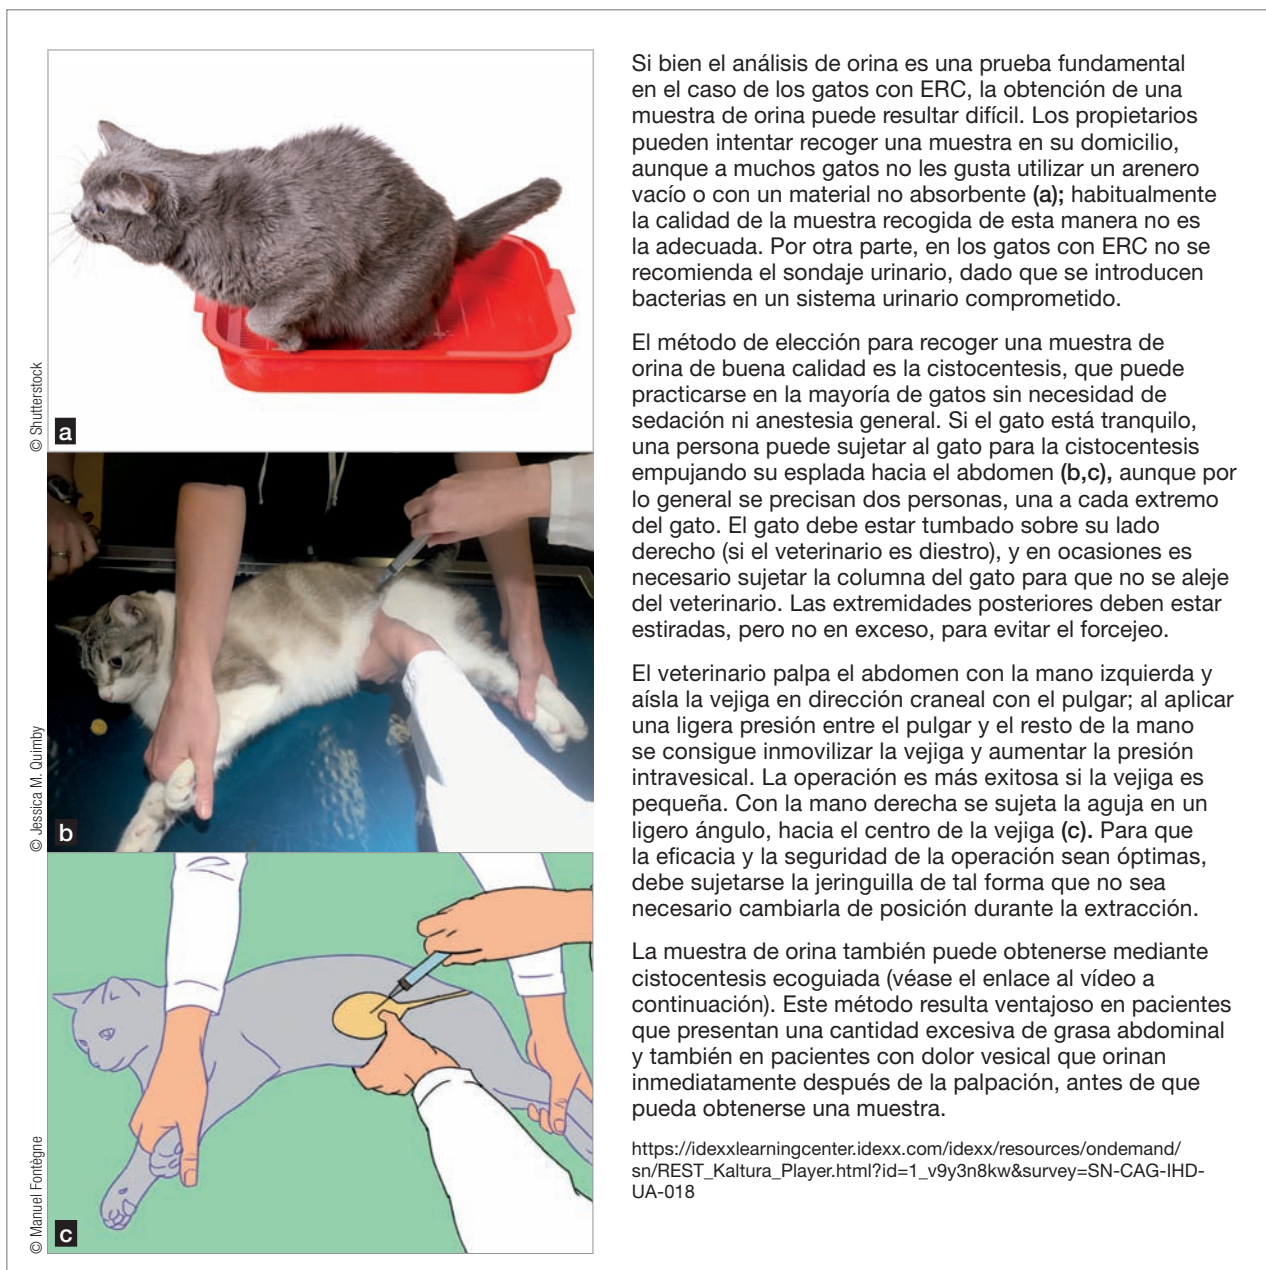 Si bien el análisis de orina es una prueba fundamental
en el caso de los gatos con ERC, la obtención de una
muestra de orina puede resultar difícil. Los propietarios
pueden intentar recoger una muestra en su domicilio,
aunque a muchos gatos no les gusta utilizar un arenero
vacío o con un material no absorbente (a); habitualmente
la calidad de la muestra recogida de esta manera no es
la adecuada. Por otra parte, en los gatos con ERC no se
recomienda el sondaje urinario, dado que se introducen
bacterias en un sistema urinario comprometido.
El método de elección para recoger una muestra de
orina de buena calidad es la cistocentesis, que puede
practicarse en la mayoría de gatos sin necesidad de
sedación ni anestesia general. Si el gato está tranquilo,
una persona puede sujetar al gato para la cistocentesis
empujando su esplada hacia el abdomen (b,c), aunque por
lo general se precisan dos personas, una a cada extremo
del gato. El gato debe estar tumbado sobre su lado
derecho (si el veterinario es diestro), y en ocasiones es
necesario sujetar la columna del gato para que no se aleje
del veterinario. Las extremidades posteriores deben estar
estiradas, pero no en exceso, para evitar el forcejeo.
El veterinario palpa el abdomen con la mano izquierda y
aísla la vejiga en dirección craneal con el pulgar; al aplicar
una ligera presión entre el pulgar y el resto de la mano
se consigue inmovilizar la vejiga y aumentar la presión
intravesical. La operación es más exitosa si la vejiga es
pequeña. Con la mano derecha se sujeta la aguja en un
ligero ángulo, hacia el centro de la vejiga (c). Para que
la eficacia y la seguridad de la operación sean óptimas,
debe sujetarse la jeringuilla de tal forma que no sea
necesario cambiarla de posición durante la extracción.
La muestra de orina también puede obtenerse mediante
cistocentesis ecoguiada (véase el enlace al vídeo a
continuación). Este método resulta ventajoso en pacientes
que presentan una cantidad excesiva de grasa abdominal
y también en pacientes con dolor vesical que orinan
inmediatamente después de la palpación, antes de que
pueda obtenerse una muestra.
https://idexxlearningcenter.idexx.com/idexx/resources/ondemand/
sn/REST_Kaltura_Player.html?id=1_v9y3n8kw&survey=SN-CAG-IHD-
UA-018
© Shutterstock
a
© Jessica M. Quimby
b
© Manuel Fontègne
c